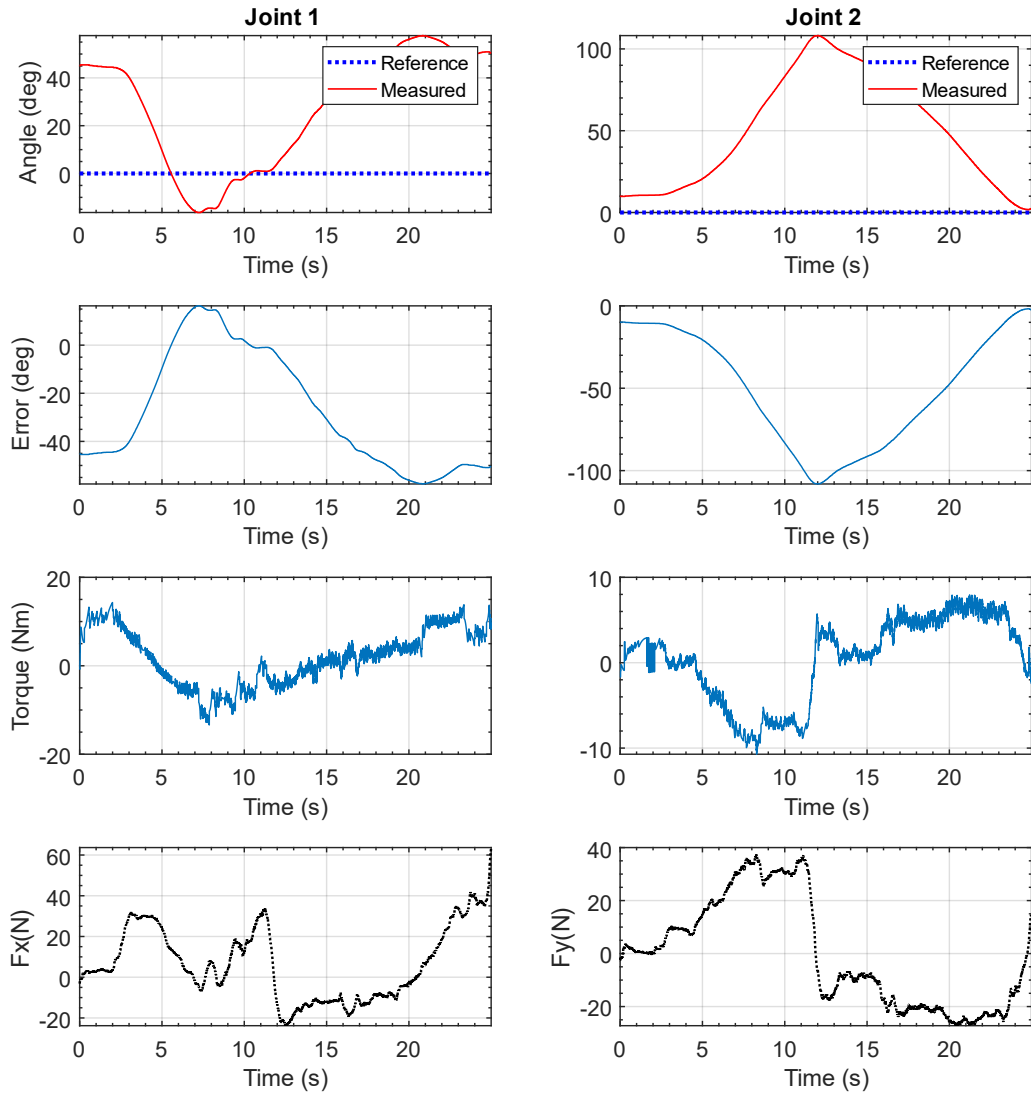 Joint 1
Angle (deg)
40
20
0
Reference
Measured
0 5 10 15 20
Time (s)
Joint 2
100
50
0
Reference
Measured
0 5 10 15 20
Time (s)
Error (deg)
0
-20
-40
0 5 10 15 20
Time (s)
0
-50
-100
0 5 10 15 20
Time (s)
Torque (Nm)
20
0
-20
0 5 10 15 20
Time (s)
10
0
-10
0 5 10 15 20
Time (s)
Fx(N)
60
40
20
0
-20
0 5 10 15 20
Time (s)
Fy(N)
40
20
0
-20
0 5 10 15 20
Time (s)